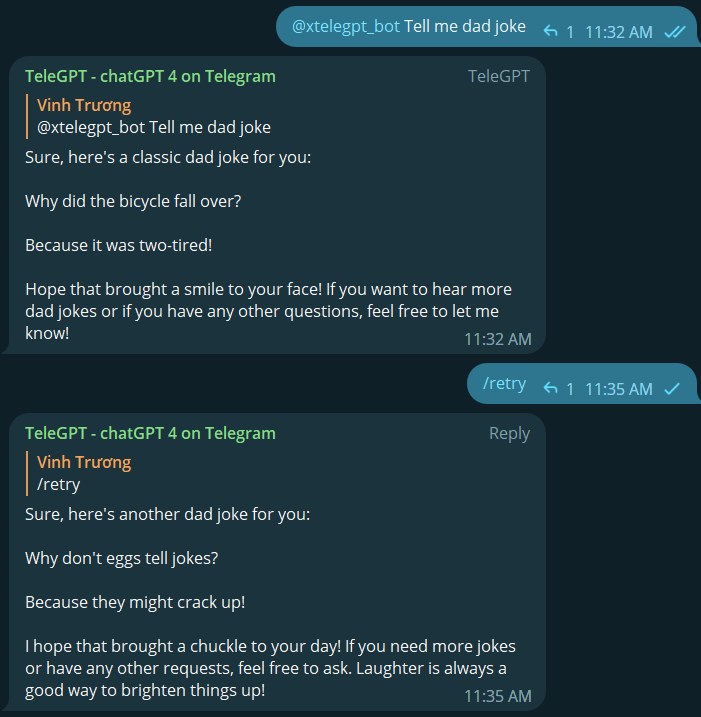 @xtelegpt_bot Tell me dad joke 1 11:32 AM
TeleGPT - chatGPT 4 on Telegram TeleGPT
Vinh Trương
@xtelegpt_bot Tell me dad joke
Sure, here's a classic dad joke for you:
Why did the bicycle fall over?
Because it was two-tired!
Hope that brought a smile to your face! If you want to hear more
dad jokes or if you have any other questions, feel free to let me
know!
11:32 AM
/retry 1 11:35 AM
TeleGPT - chatGPT 4 on Telegram Reply
Vinh Trương
/retry
Sure, here's another dad joke for you:
Why don't eggs tell jokes?
Because they might crack up!
I hope that brought a chuckle to your day! If you need more jokes
or have any other requests, feel free to ask. Laughter is always a
good way to brighten things up!
11:35 AM